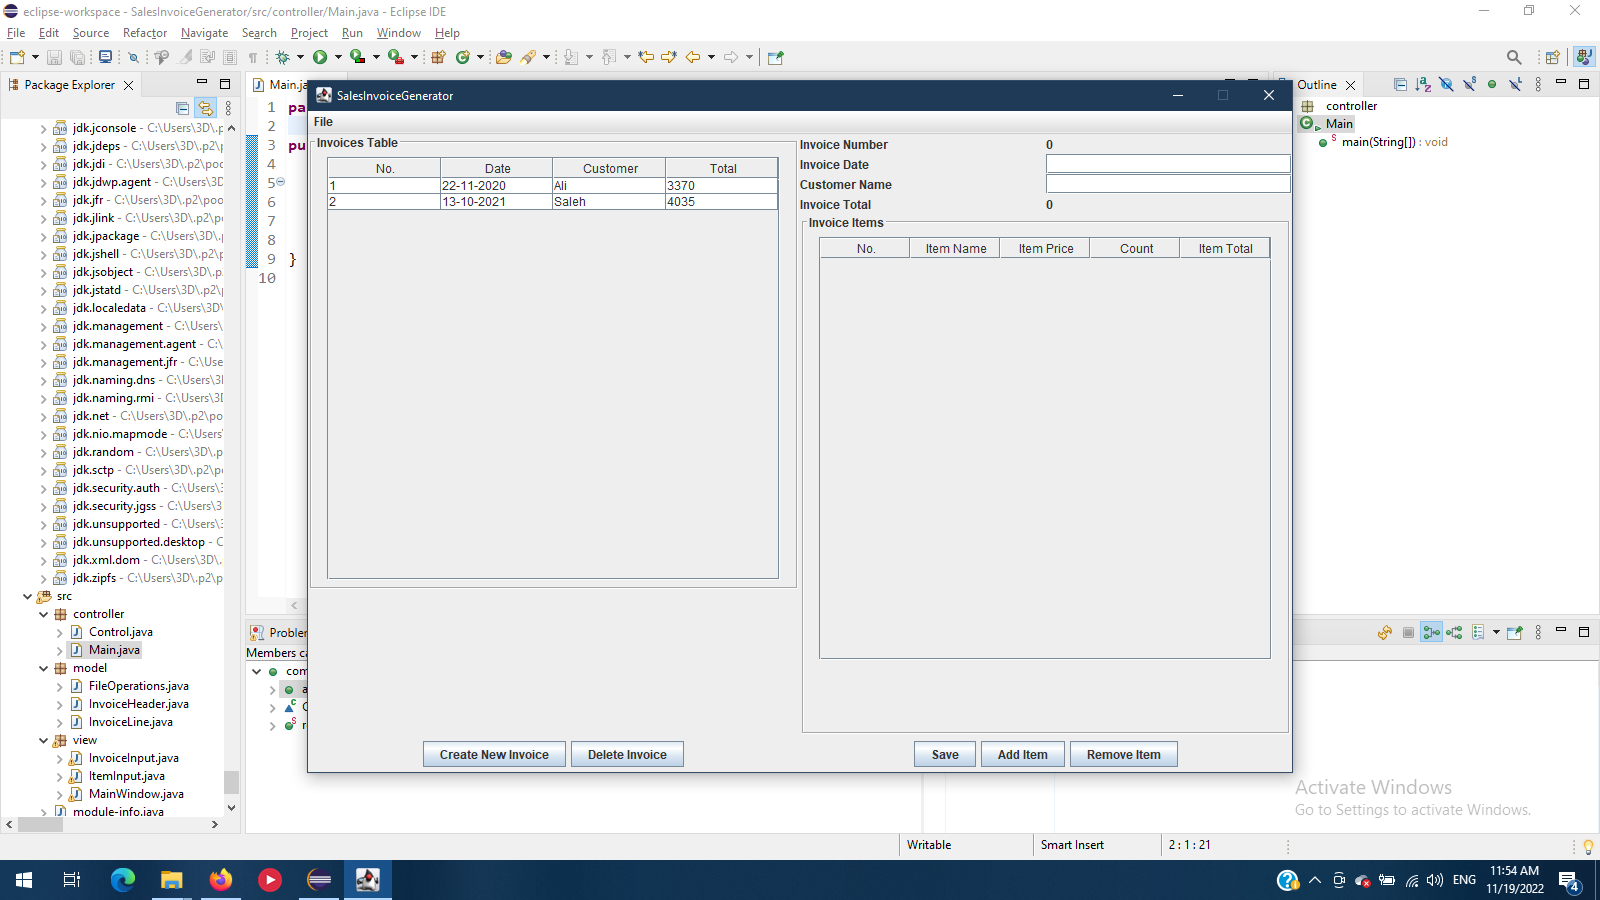 eclipse-workspace - SalesInvoiceGenerator/src/controller/Main.java - Eclipse IDE
File Edit Source Refactor Navigate Search Project Run Window Help
Package Explorer
jdk.jconsole - C:\Users\3D\.p
jdk.jdeps - C:\Users\3D\.p2\
jdk.jdi - C:\Users\3D\.p2\poo
jdk.jdwp.agent - C:\Users\3D
jdk.jfr - C:\Users\3D\.p2\poo
jdk.jlink - C:\Users\3D\.p2\p
jdk.jpackage - C:\Users\3D\.
jdk.jshell - C:\Users\3D\.p2\p
jdk.jsobject - C:\Users\3D\.p
jdk.jstatd - C:\Users\3D\.p2\
jdk.localedata - C:\Users\3D\
jdk.management - C:\Users\
jdk.management.agent - C:\
jdk.management.jfr - C:\Use
jdk.naming.dns - C:\Users\3
jdk.naming.rmi - C:\Users\3D
jdk.net - C:\Users\3D\.p2\po
jdk.nio.mapmode - C:\Users
jdk.random - C:\Users\3D\.p
jdk.sctp - C:\Users\3D\.p2\p
jdk.security.auth - C:\Users\
jdk.security.jgss - C:\Users\3
jdk.unsupported - C:\Users\
jdk.unsupported.desktop - C
jdk.xml.dom - C:\Users\3D\.
jdk.zipfs - C:\Users\3D\.p2\p
src
controller
Control.java
Main.java
model
FileOperations.java
InvoiceHeader.java
InvoiceLine.java
view
InvoiceInput.java
ItemInput.java
MainWindow.java
module-info.java
Main.ja
1 pa
2
3 pu
4
5
6
7
8
9 }
10
SalesInvoiceGenerator
File
Invoices Table
No. Date Customer Total
1 22-11-2020 Ali 3370
2 13-10-2021 Saleh 4035
Create New Invoice Delete Invoice
Invoice Number 0
Invoice Date
Customer Name
Invoice Total 0
Invoice Items
No. Item Name Item Price Count Item Total
Save Add Item Remove Item
Outline
controller
Main
main(String[]) : void
Problem
Members ca
com
a
Activate Windows
Go to Settings to activate Windows.
Writable Smart Insert 2 : 1 : 21
ENG
11:54 AM
11/19/2022
4